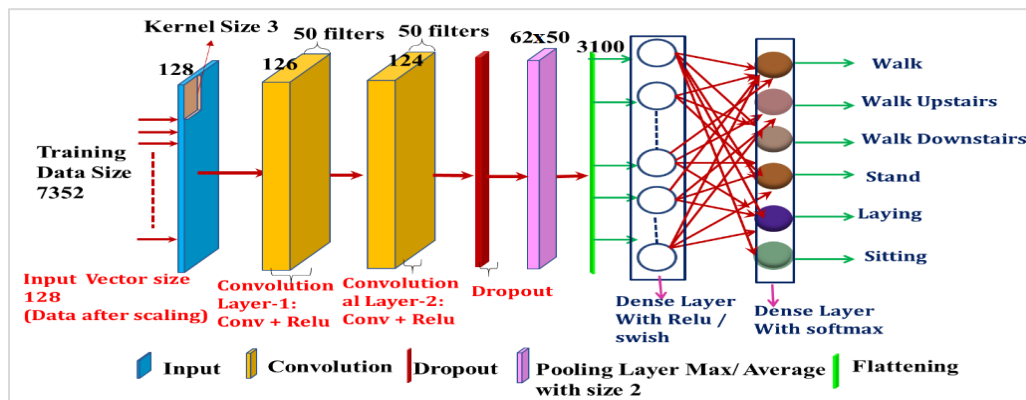 Kernel Size 3
128
50 filters
126
50 filters
124
62x50
3100
Training
Data Size
7352
Walk
Walk Upstairs
Walk Downstairs
Stand
Laying
Sitting
Input Vector size
128
(Data after scaling)
Convolution
Layer-1:
Conv + Relu
Convolution
al Layer-2:
Conv + Relu
Dropout
Dense Layer
With Relu /
swish
Dense Layer
With softmax
Input
Convolution
Dropout
Pooling Layer Max/ Average
with size 2
Flattening